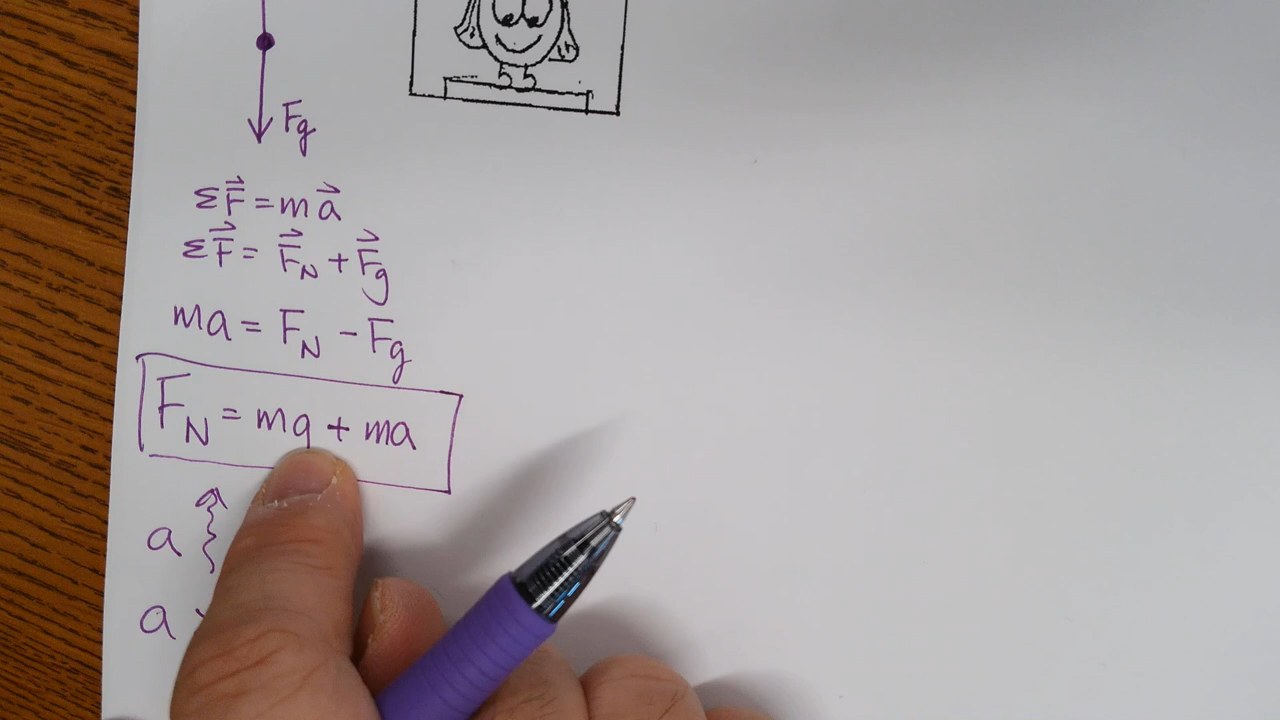 Fg
ΣF⃗ = ma⃗
ΣF⃗ = F⃗N + F⃗g
ma = FN - Fg
FN = mg + ma
a
a